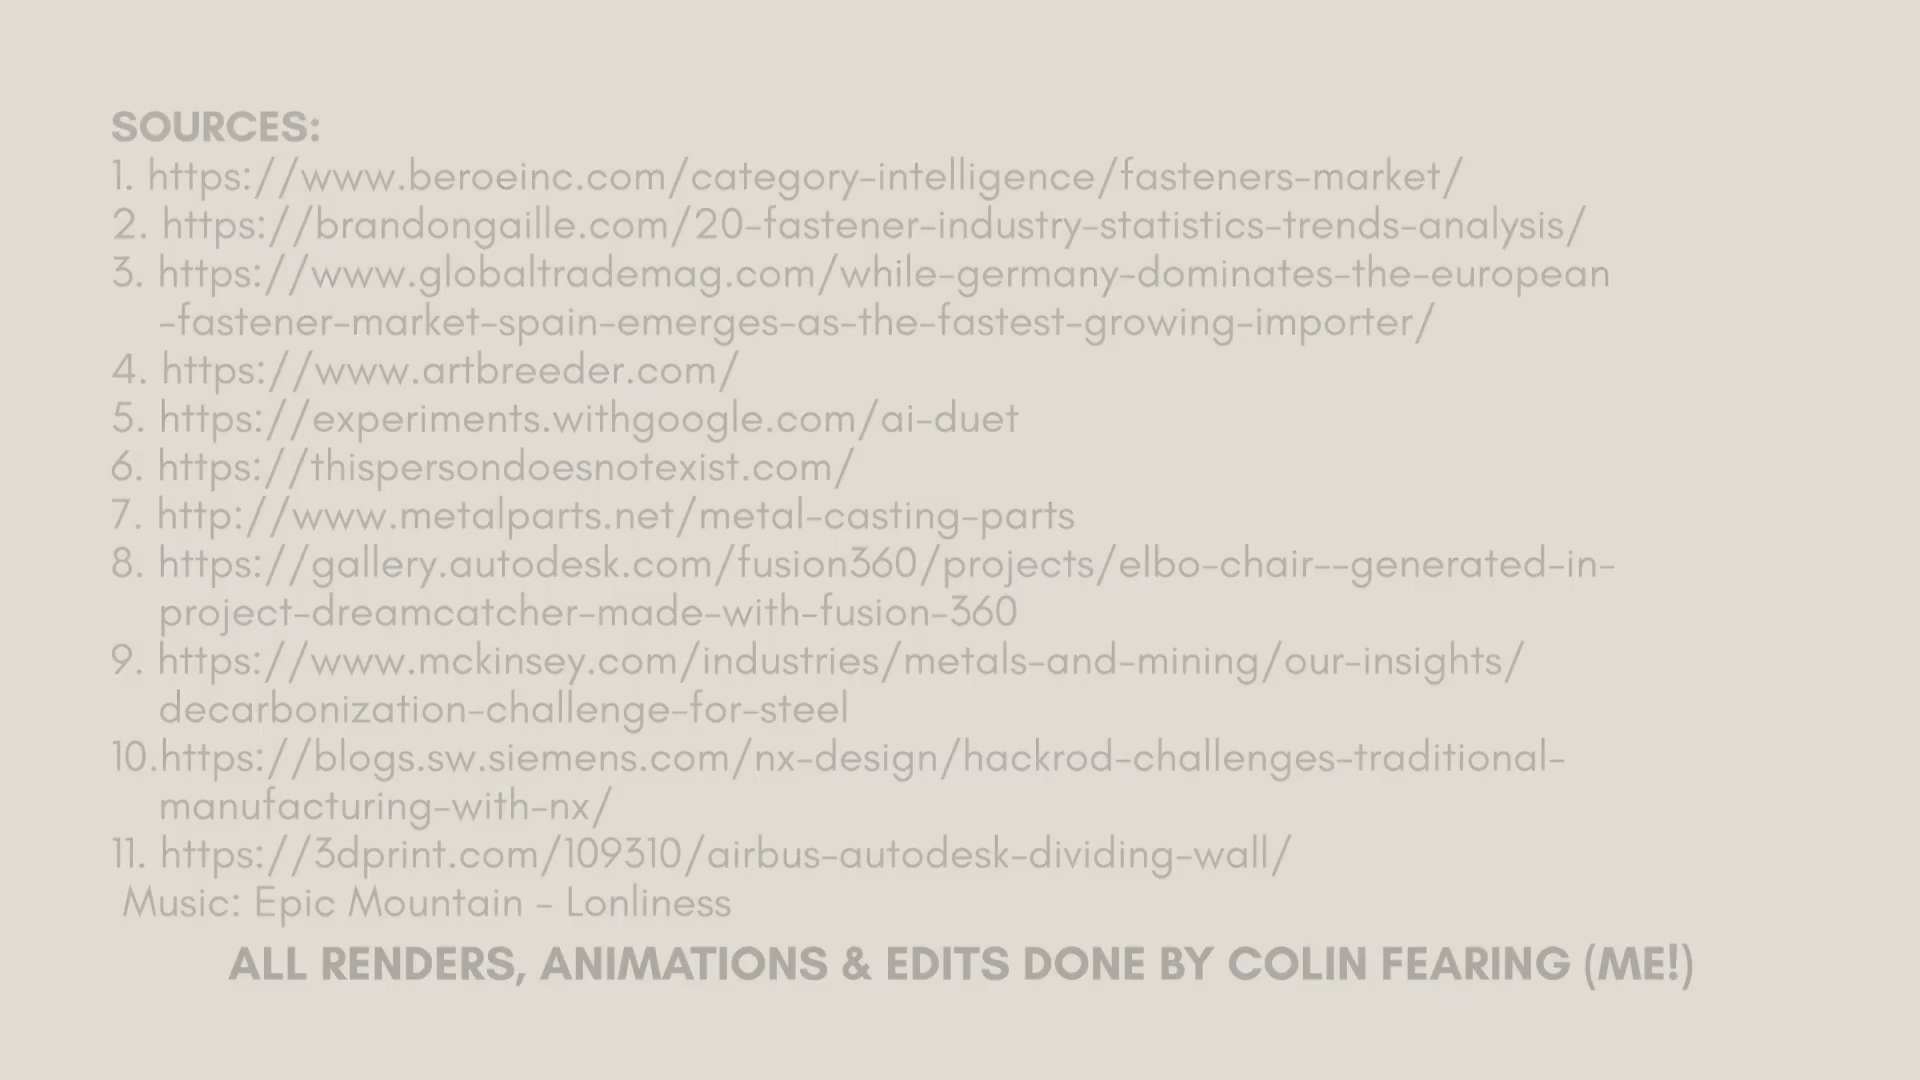 SOURCES:
1. https://www.beroeinc.com/category-intelligence/fasteners-market/
2. https://brandongaille.com/20-fastener-industry-statistics-trends-analysis/
3. https://www.globaltrademag.com/while-germany-dominates-the-european
-fastener-market-spain-emerges-as-the-fastest-growing-importer/
4. https://www.artbreeder.com/
5. https://experiments.withgoogle.com/ai-duet
6. https://thispersondoesnotexist.com/
7. http://www.metalparts.net/metal-casting-parts
8. https://gallery.autodesk.com/fusion360/projects/elbo-chair--generated-in-
project-dreamcatcher-made-with-fusion-360
9. https://www.mckinsey.com/industries/metals-and-mining/our-insights/
decarbonization-challenge-for-steel
10.https://blogs.sw.siemens.com/nx-design/hackrod-challenges-traditional-
manufacturing-with-nx/
11. https://3dprint.com/109310/airbus-autodesk-dividing-wall/
Music: Epic Mountain - Lonliness
ALL RENDERS, ANIMATIONS & EDITS DONE BY COLIN FEARING (ME!)